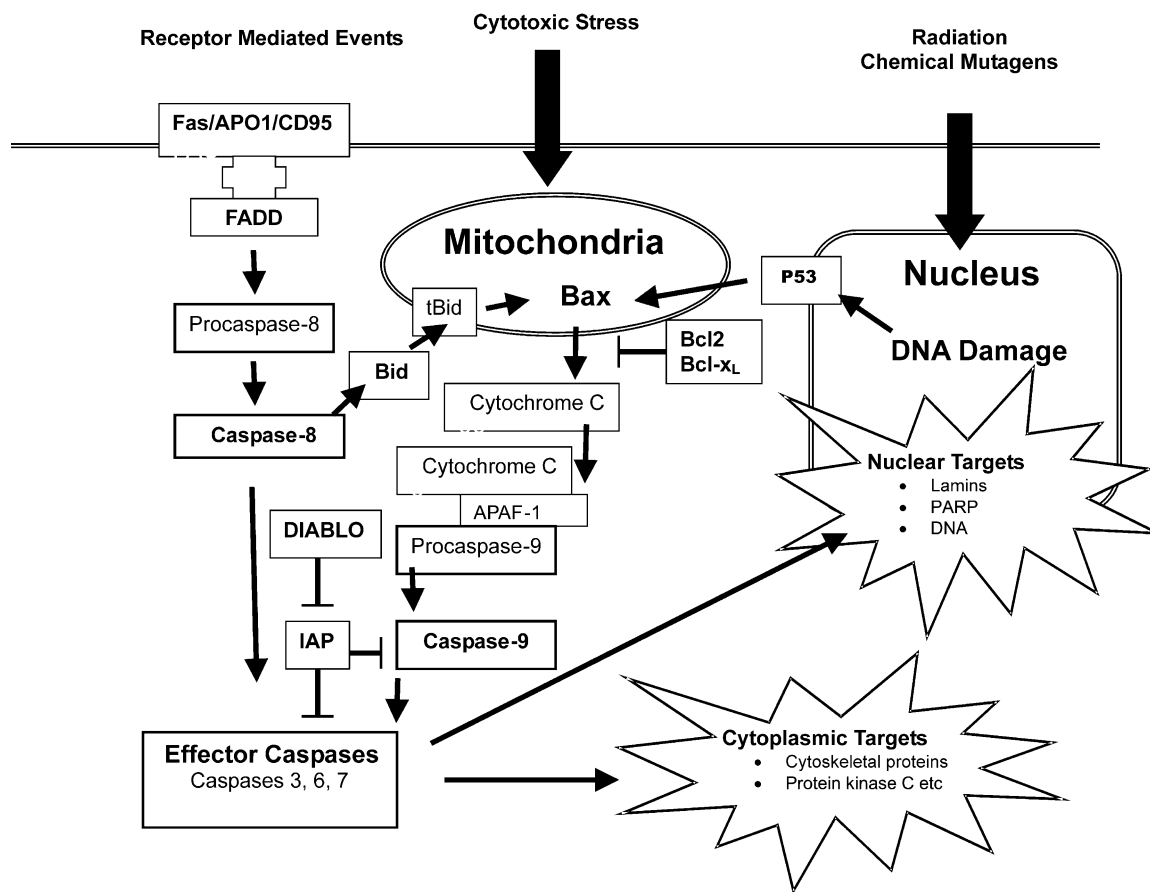 Receptor Mediated Events
Cytotoxic Stress
Radiation
Chemical Mutagens
Fas/APO1/CD95
FADD
Procaspase-8
Caspase-8
Bid
tBid
Mitochondria
Bax
P53
Nucleus
DNA Damage
Bcl2
Bcl-xL
Cytochrome C
Cytochrome C
APAF-1
Procaspase-9
DIABLO
IAP
Caspase-9
Effector Caspases
Caspases 3, 6, 7
Nuclear Targets
• Lamins
• PARP
• DNA
Cytoplasmic Targets
• Cytoskeletal proteins
• Protein kinase C etc